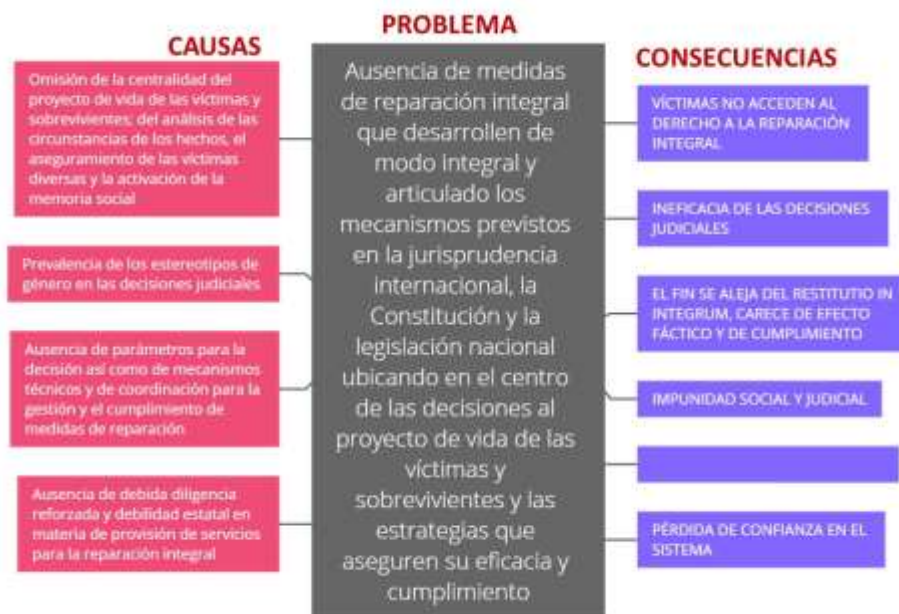 CAUSAS
Omisión de la centralidad del
proyecto de vida de las víctimas y
sobrevivientes; del análisis de las
circunstancias de los hechos, el
aseguramiento de las víctimas
diversas y la activación de la
memoria social
Prevalencia de los estereotipos de
género en las decisiones judiciales
Ausencia de parámetros para la
decisión así como de mecanismos
técnicos y de coordinación para la
gestión y el cumplimiento de
medidas de reparación
Ausencia de debida diligencia
reforzada y debilidad estatal en
materia de provisión de servicios
para la reparación integral
PROBLEMA
Ausencia de medidas
de reparación integral
que desarrollen de
modo integral y
articulado los
mecanismos previstos
en la jurisprudencia
internacional, la
Constitución y la
legislación nacional
ubicando en el centro
de las decisiones al
proyecto de vida de las
víctimas y
sobrevivientes y las
estrategias que
aseguren su eficacia y
cumplimiento
CONSECUENCIAS
VÍCTIMAS NO ACCEDEN AL
DERECHO A LA REPARACIÓN
INTEGRAL
INEFICACIA DE LAS DECISIONES
JUDICIALES
EL FIN SE ALEJA DEL RESTITUTIO IN
INTEGRUM, CARECE DE EFECTO
FÁCTICO Y DE CUMPLIMIENTO
IMPUNIDAD SOCIAL Y JUDICIAL
PÉRDIDA DE CONFIANZA EN EL
SISTEMA